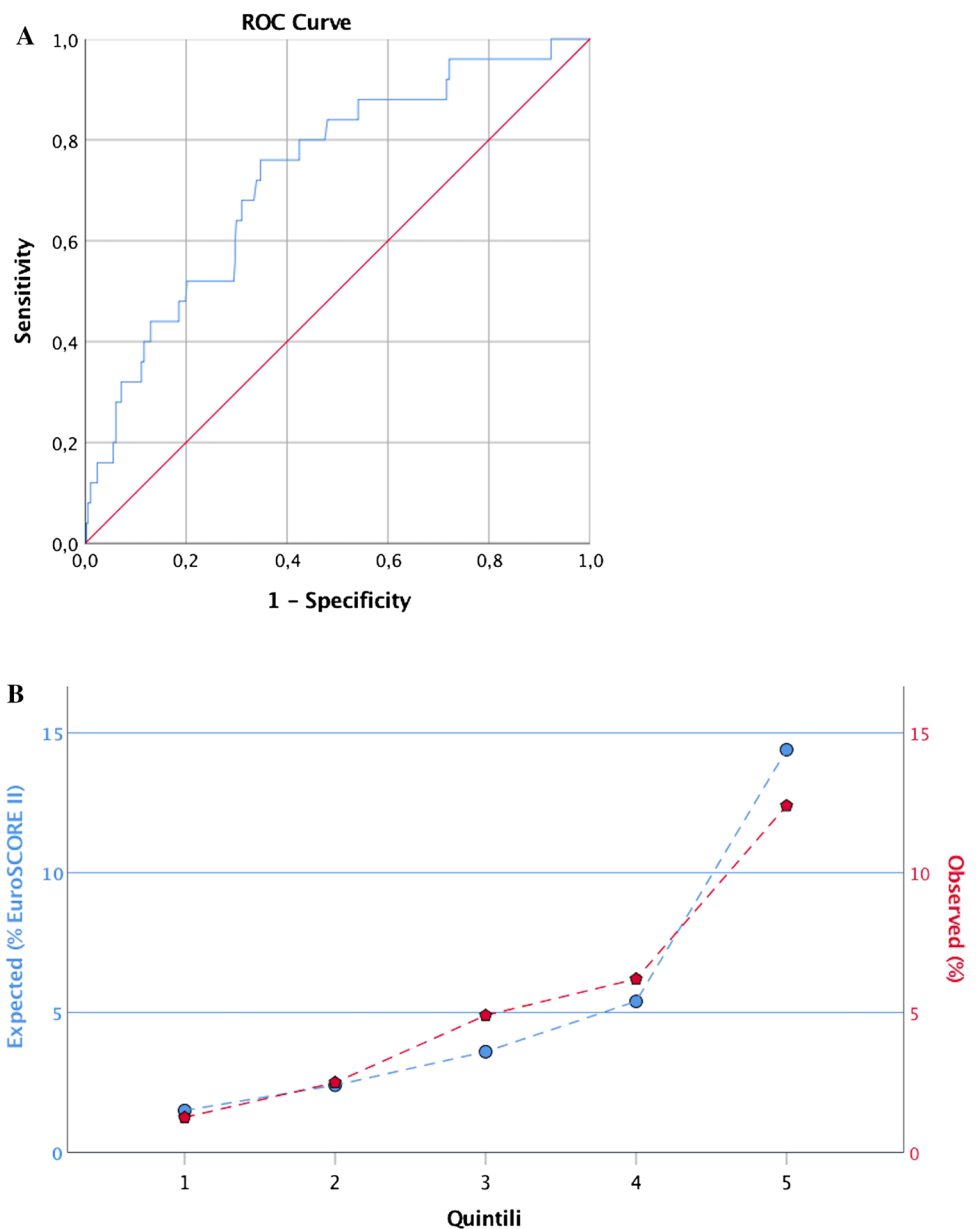 A
ROC Curve
1,0
0,8
0,6
0,4
0,2
0,0
Sensitivity
0,0 0,2 0,4 0,6 0,8 1,0
1 – Specificity
B
Expected (% EuroSCORE II)
15 15
10 10
5 5
0 0
Observed (%)
1 2 3 4 5
Quintili